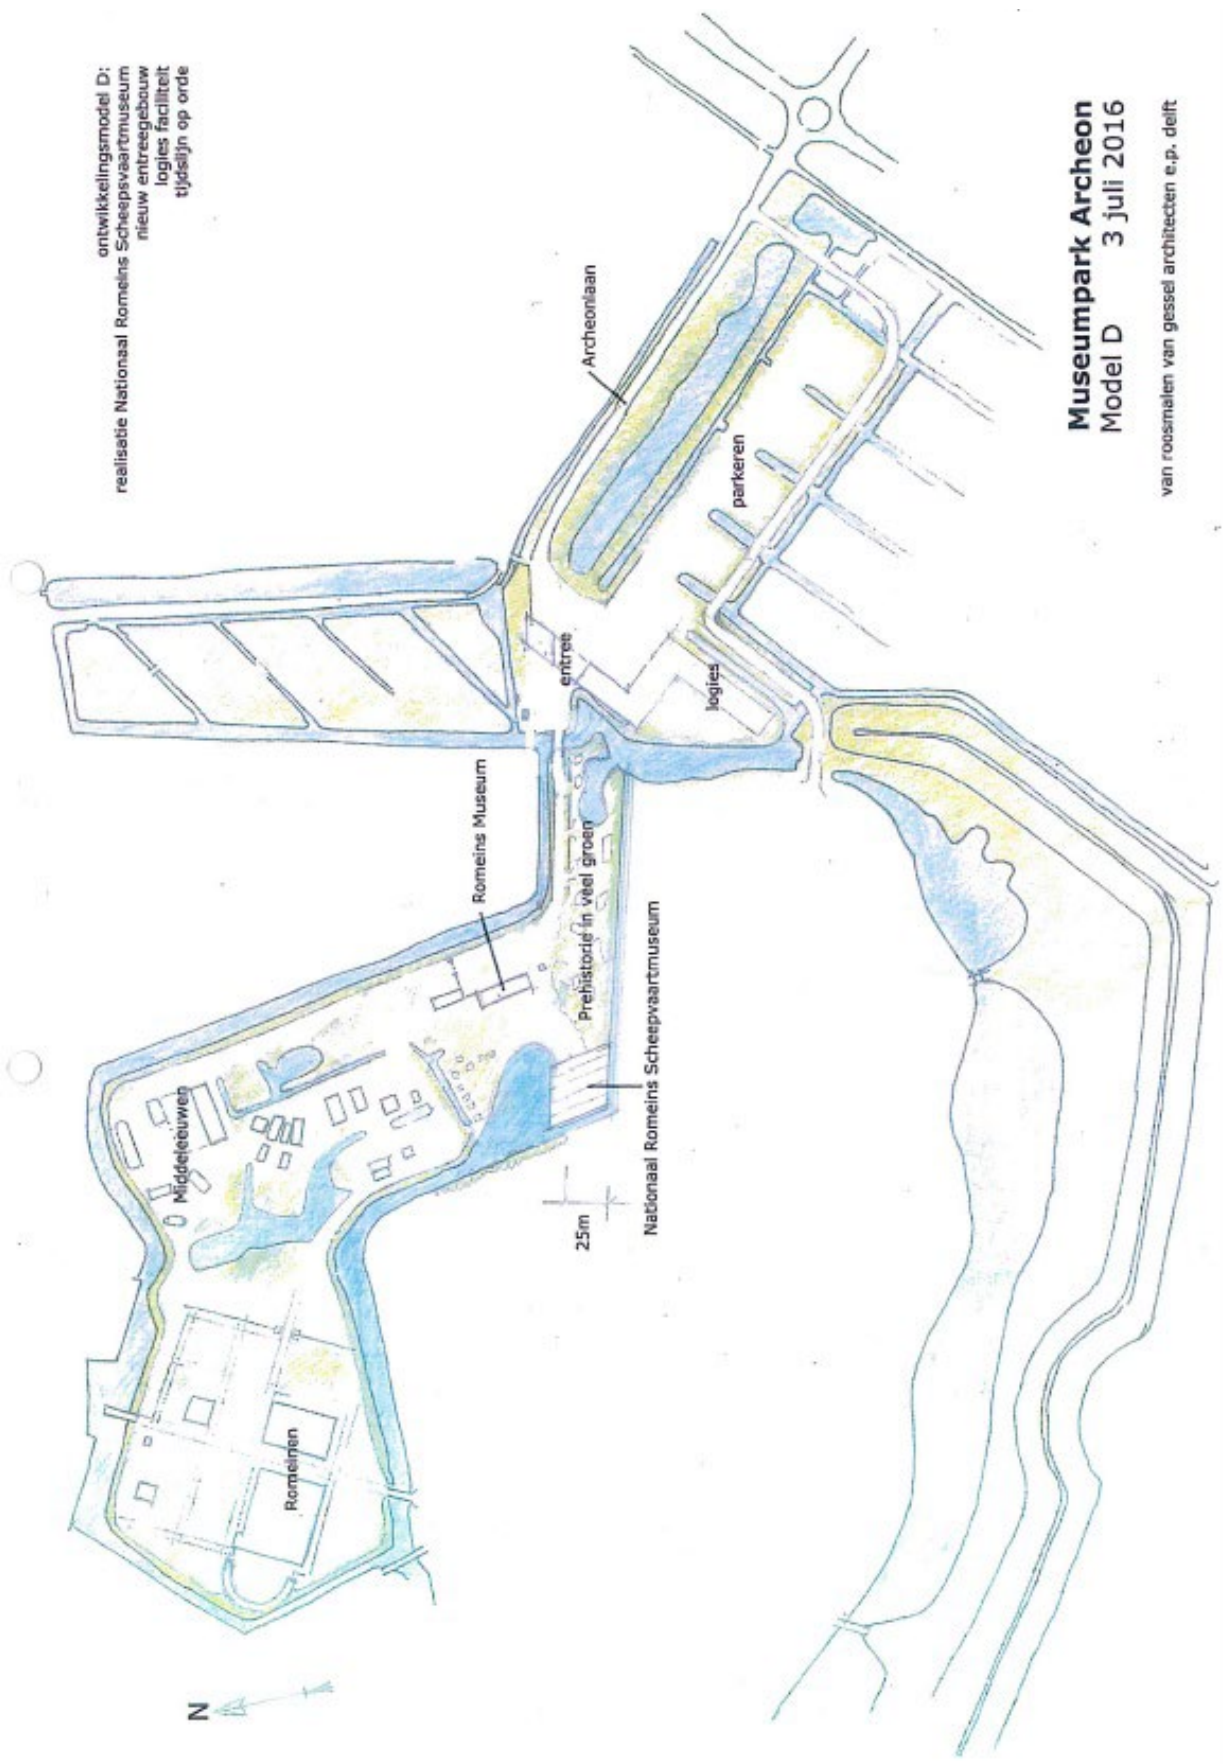 ontwikkelingsmodel D:
realisatie Nationaal Romeins Scheepsvaartmuseum
nieuw entreegebouw
logies faciliteit
tijdslijn op orde
Archeonlaan
parkeren
entree
logies
Romeins Museum
Prehistorie in veel groen
Nationaal Romeins Scheepvaartmuseum
25m
Middeleeuwen
Romeinen
N
Museumpark Archeon
Model D 3 juli 2016
van roosmalen van gessel architecten e.p. delft